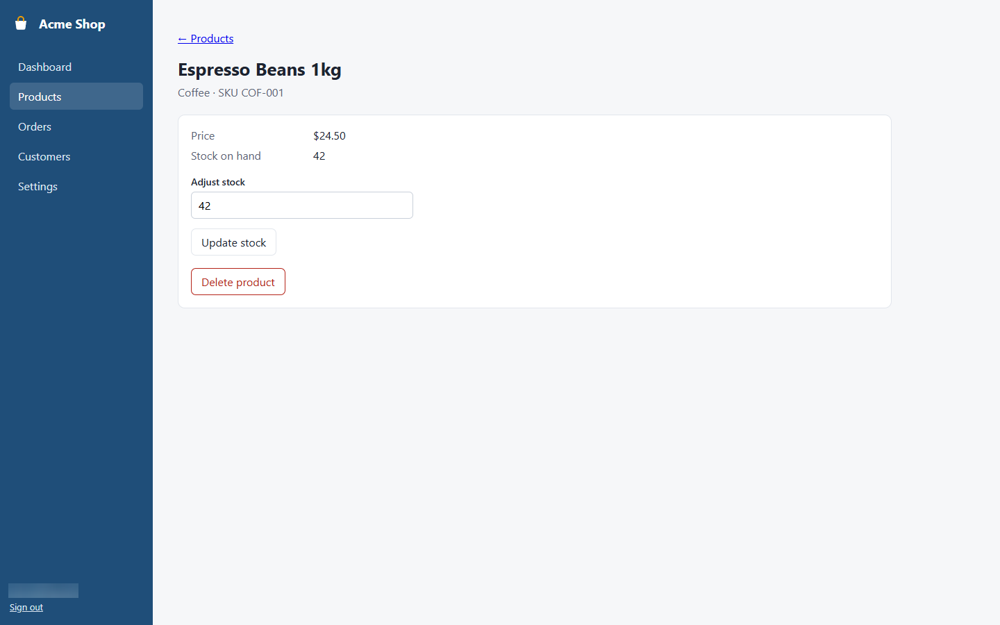 Acme Shop
Dashboard
Products
Orders
Customers
Settings
Sign out
← Products
Espresso Beans 1kg
Coffee · SKU COF-001
Price $24.50
Stock on hand 42
Adjust stock
42
Update stock
Delete product